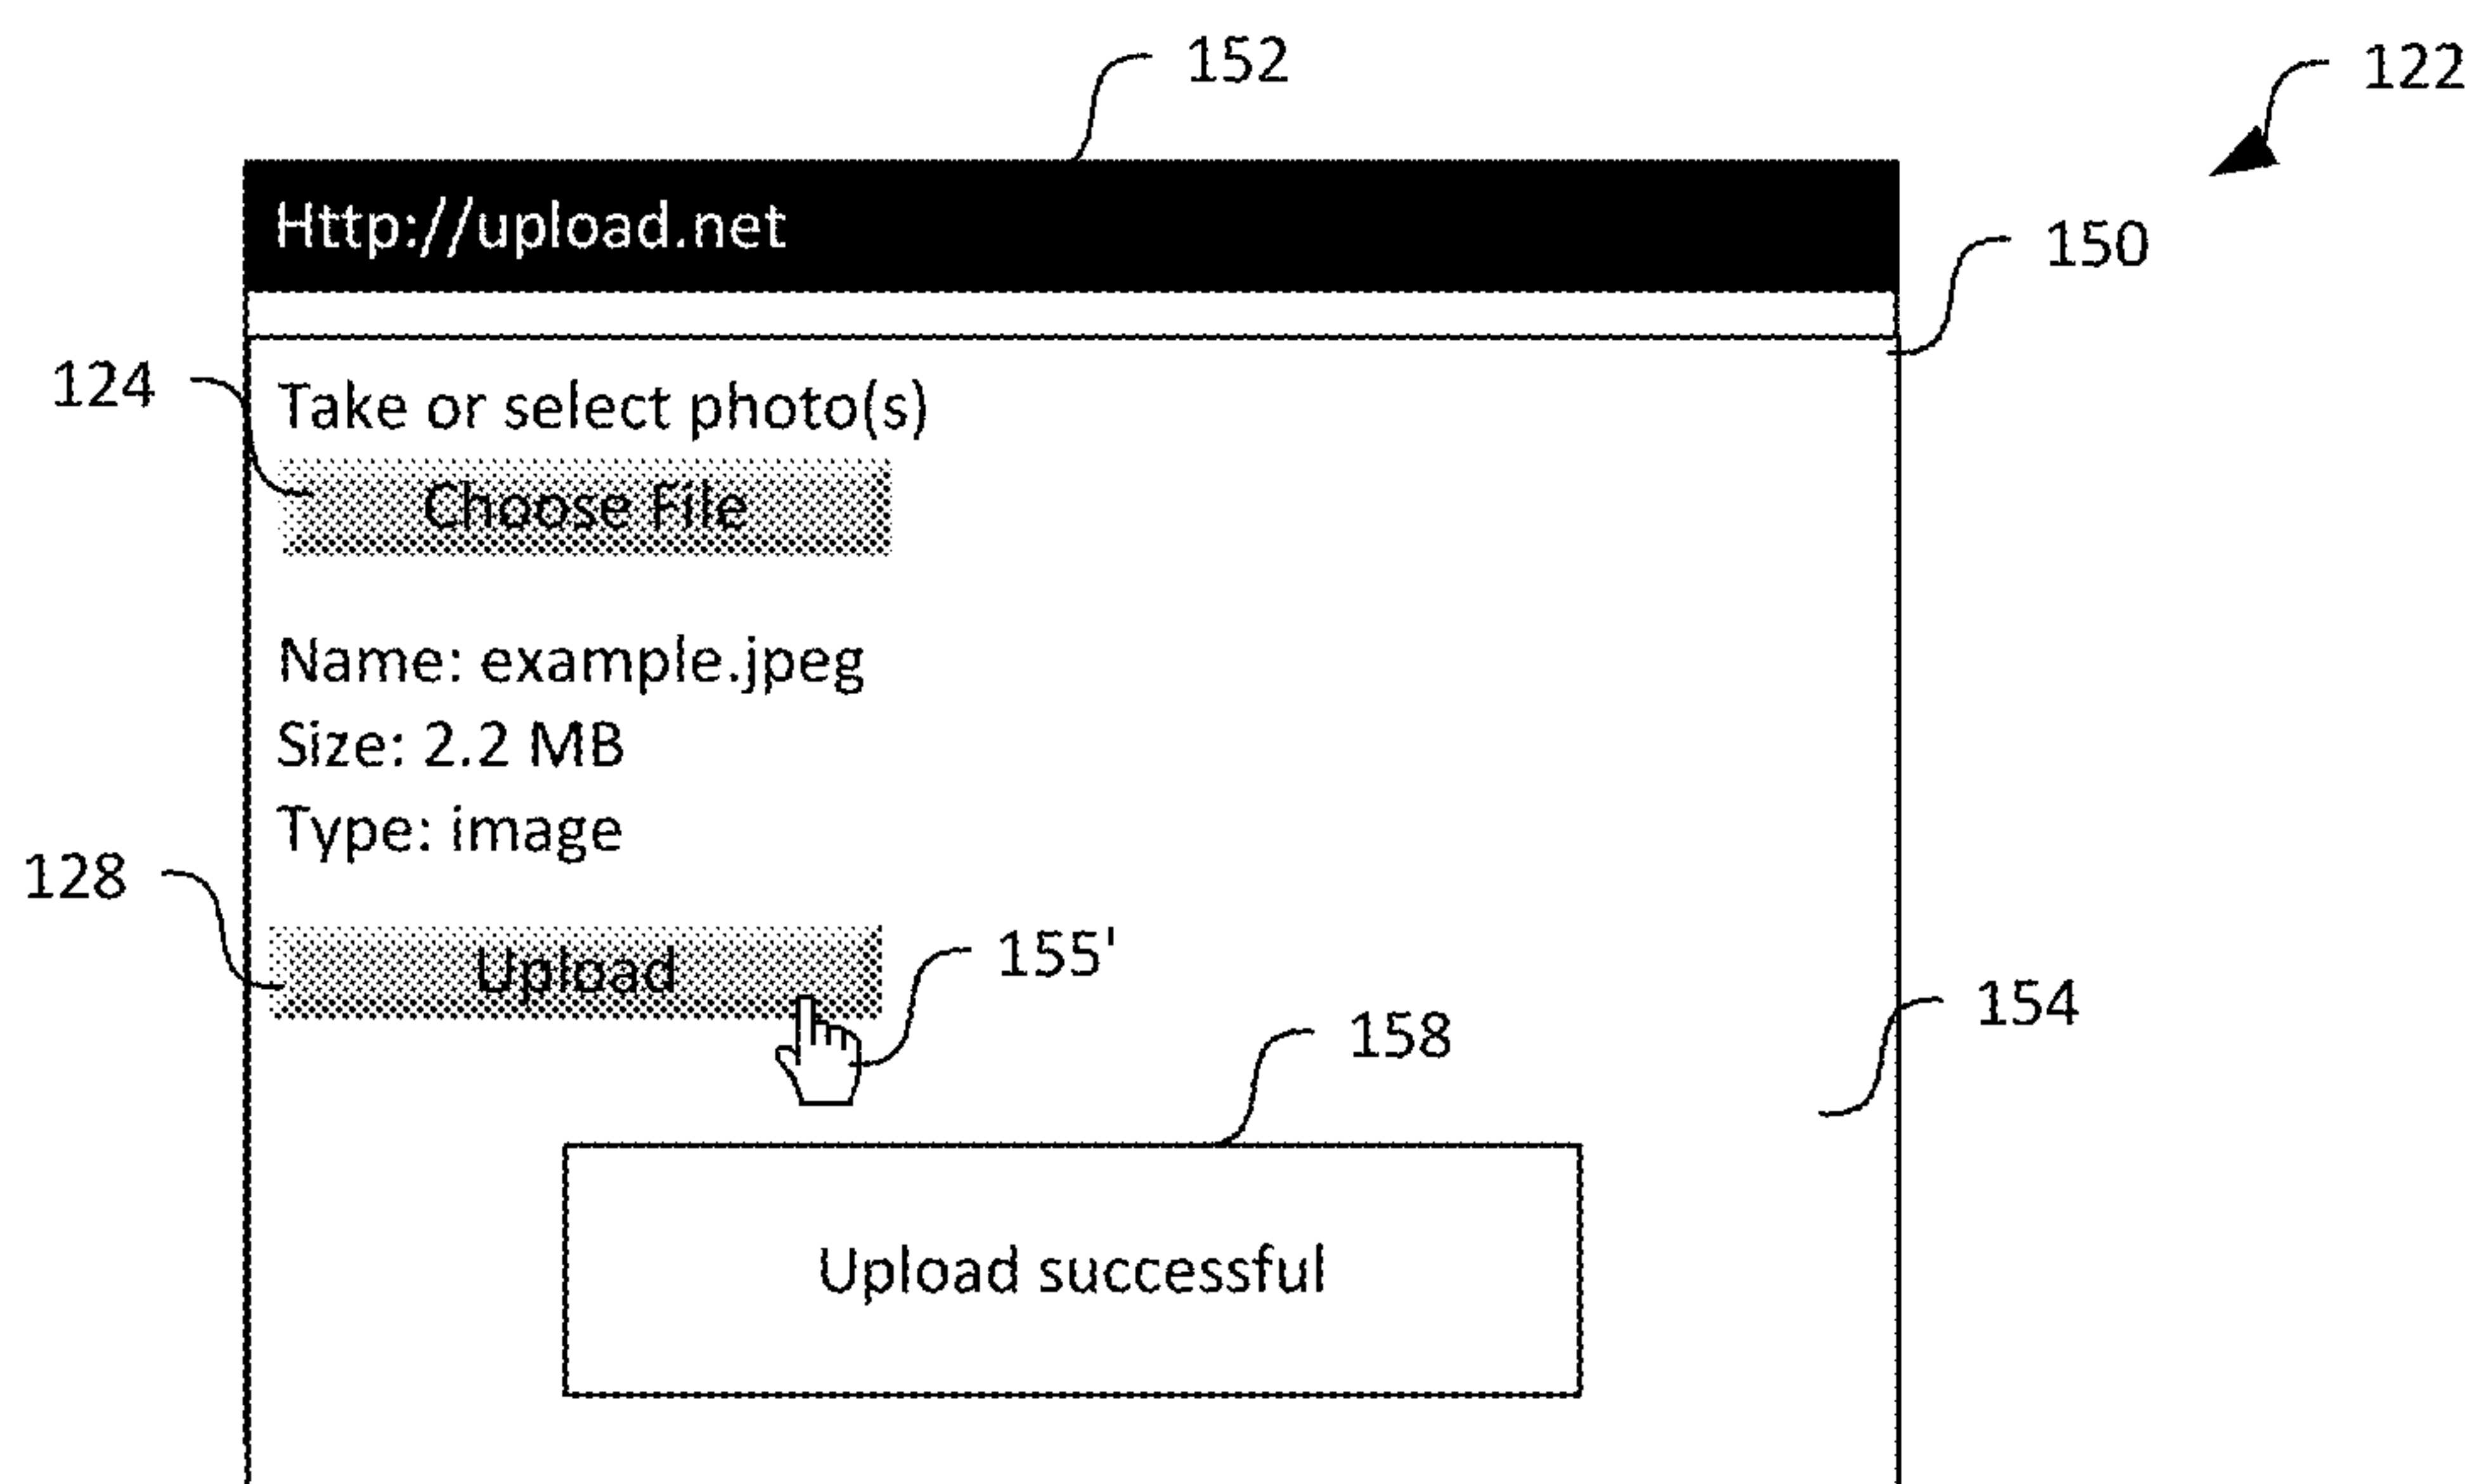 152
122
Http://upload.net
150
124
Take or select photo(s)
Choose File
Name: example.jpeg
Size: 2.2 MB
Type: image
128
Upload
155'
154
158
Upload successful